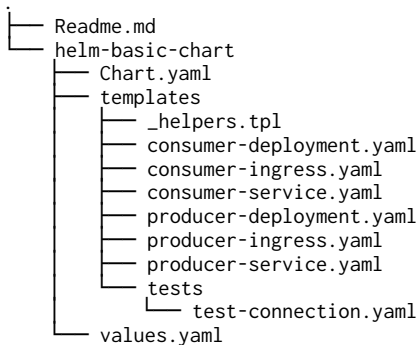 .
├── Readme.md
└── helm-basic-chart
    ├── Chart.yaml
    ├── templates
    │   ├── _helpers.tpl
    │   ├── consumer-deployment.yaml
    │   ├── consumer-ingress.yaml
    │   ├── consumer-service.yaml
    │   ├── producer-deployment.yaml
    │   ├── producer-ingress.yaml
    │   ├── producer-service.yaml
    │   └── tests
    │       └── test-connection.yaml
    └── values.yaml